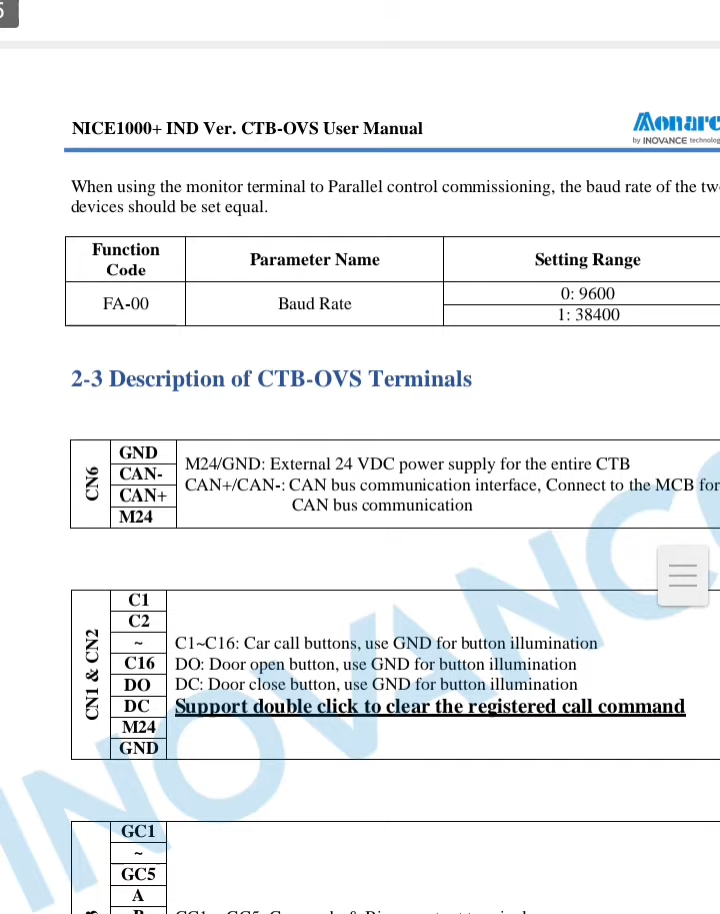 5
NICE1000+ IND Ver. CTB-OVS User Manual
Monarc
by INOVANCE technolog
When using the monitor terminal to Parallel control commissioning, the baud rate of the tw
devices should be set equal.
Function Code
Parameter Name
Setting Range
FA-00
Baud Rate
0: 9600
1: 38400
2-3 Description of CTB-OVS Terminals
CN6
GND
CAN-
CAN+
M24
M24/GND: External 24 VDC power supply for the entire CTB
CAN+/CAN-: CAN bus communication interface, Connect to the MCB for
CAN bus communication
CN1 & CN2
C1
C2
~
C16
DO
DC
M24
GND
C1~C16: Car call buttons, use GND for button illumination
DO: Door open button, use GND for button illumination
DC: Door close button, use GND for button illumination
Support double click to clear the registered call command
GC1
~
GC5
A
INOVANC